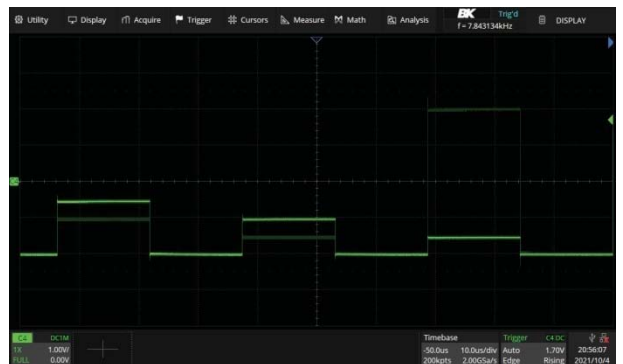 Utility Display Acquire Trigger Cursors Measure Math Analysis BK Trig'd DISPLAY
f = 7.843134kHz
C4
C4 DC1M Timebase Trigger C4 DC
1X 1.00V/ -50.0us 10.0us/div Auto 1.70V 20:56:07
FULL 0.00V 200kpts 2.00GSa/s Edge Rising 2021/10/4